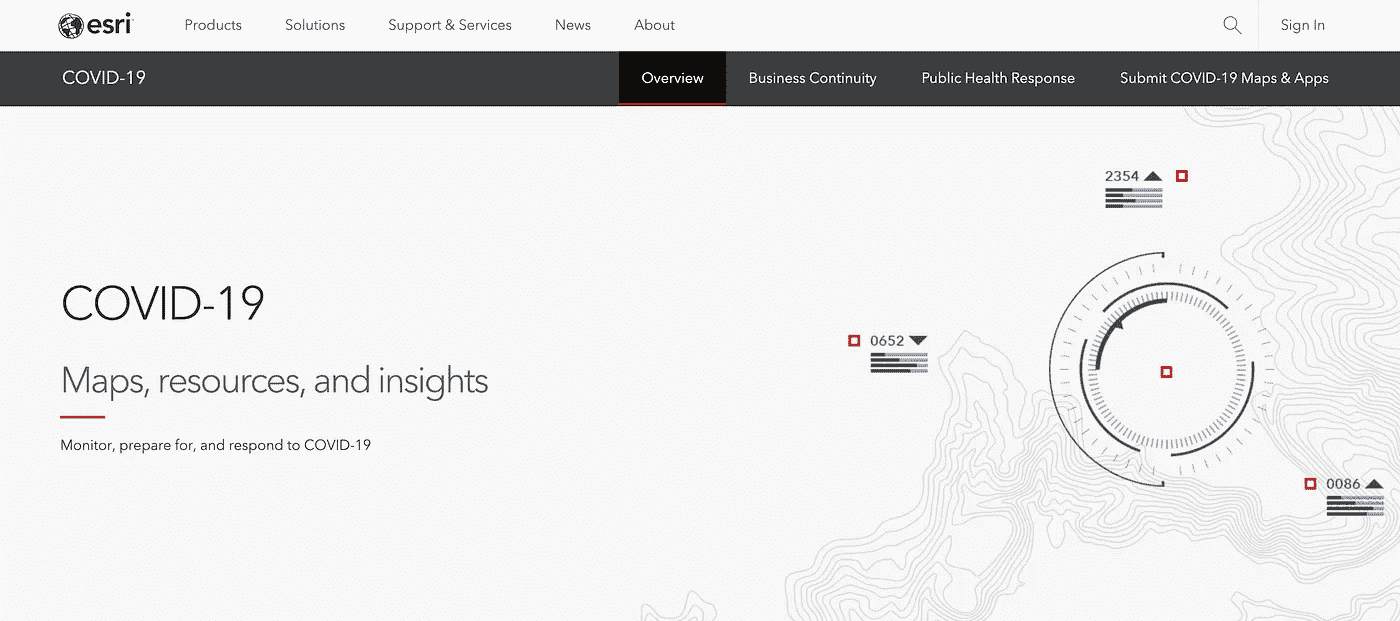 esri Products Solutions Support & Services News About Sign In
COVID-19 Overview Business Continuity Public Health Response Submit COVID-19 Maps & Apps
2354
0652
COVID-19
Maps, resources, and insights
Monitor, prepare for, and respond to COVID-19
0086